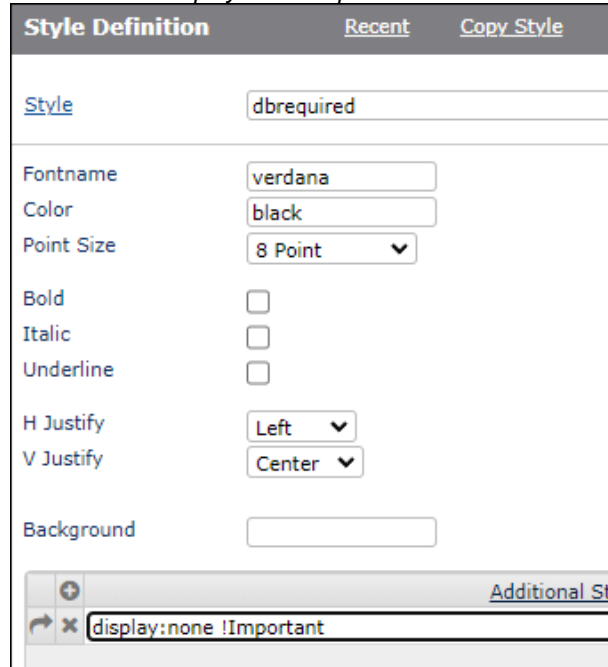 Style Definition Recent Copy Style
Style dbrequired
Fontname verdana
Color black
Point Size 8 Point
Bold
Italic
Underline
H Justify Left
V Justify Center
Background
Additional
display:none !Important